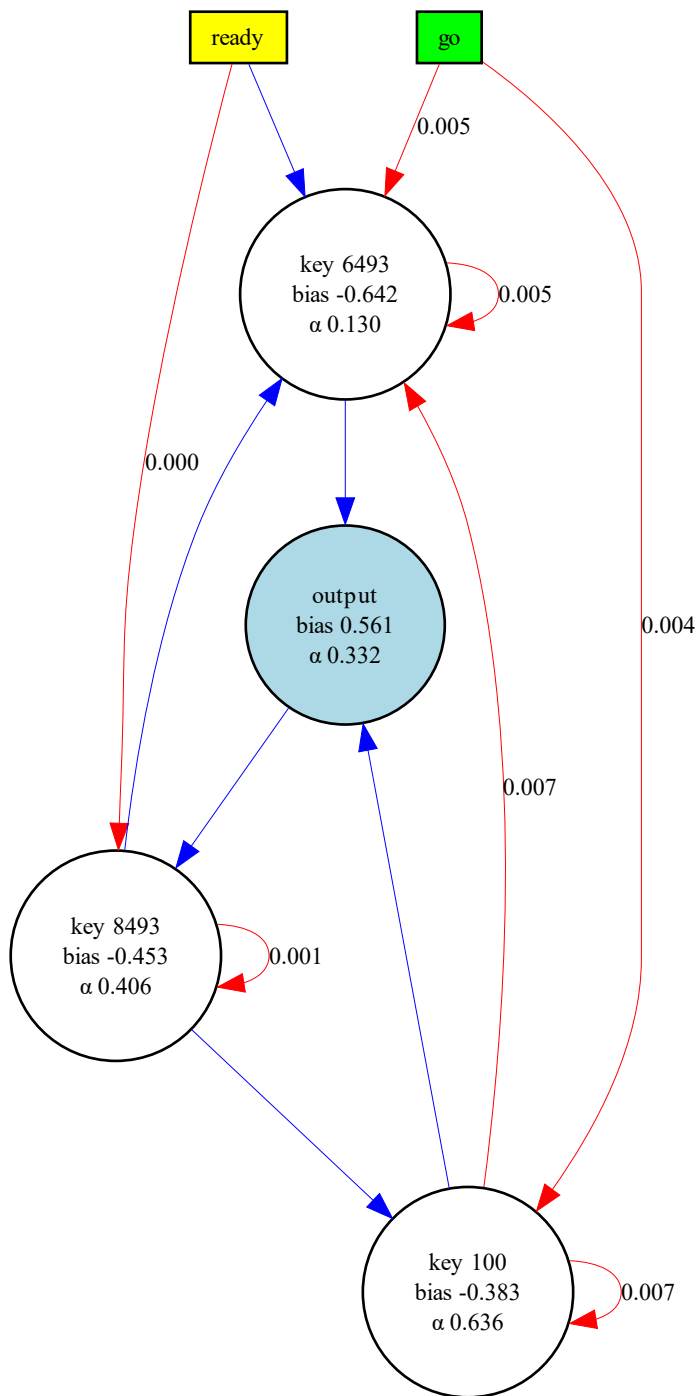 ready
go
0.005
key 6493
bias -0.642
α 0.130
0.005
0.000
output
bias 0.561
α 0.332
0.004
0.007
key 8493
bias -0.453
α 0.406
0.001
key 100
bias -0.383
α 0.636
0.007